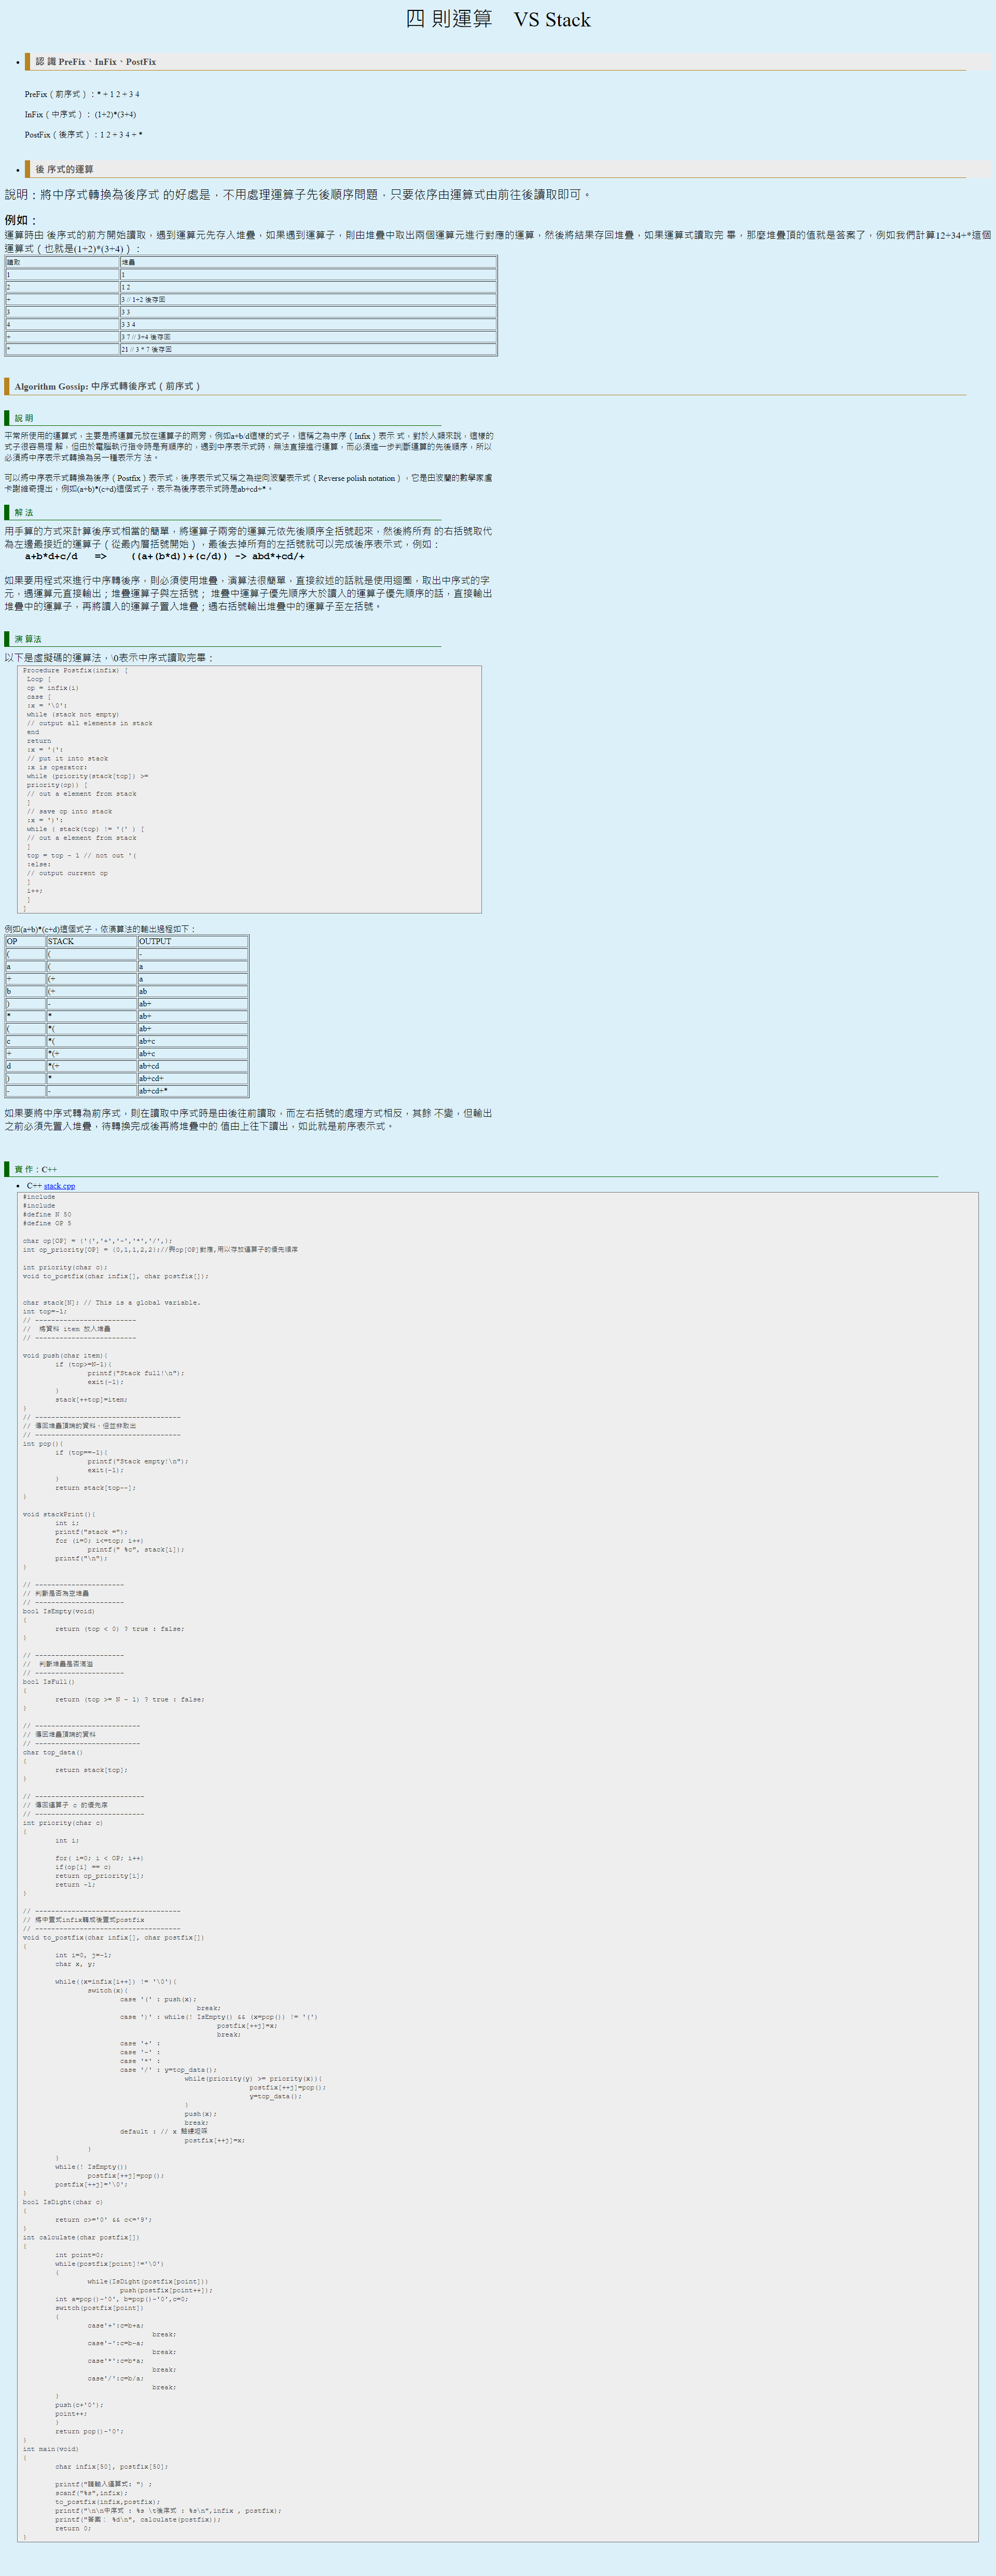 四 則運算　VS Stack
認 識 PreFix、InFix、PostFix
PreFix（前序式）：* + 1 2 + 3 4
InFix（中序式）： (1+2)*(3+4)
PostFix（後序式）：1 2 + 3 4 + *
後 序式的運算
說明：將中序式轉換為後序式 的好處是，不用處理運算子先後順序問題，只要依序由運算式由前往後讀取即可。
例如：
運算時由 後序式的前方開始讀取，遇到運算元先存入堆疊，如果遇到運算子，則由堆疊中取出兩個運算元進行對應的運算，然後將結果存回堆疊，如果運算式讀取完 畢，那麼堆疊頂的值就是答案了，例如我們計算12+34+*這個
運算式（也就是(1+2)*(3+4)）：
讀取 堆疊
1 1
2 1 2
+ 3 // 1+2 後存回
3 3 3
4 3 3 4
+ 3 7 // 3+4 後存回
* 21 // 3 * 7 後存回
Algorithm Gossip: 中序式轉後序式（前序式）
說 明
平常所使用的運算式，主要是將運算元放在運算子的兩旁，例如a+b/d這樣的式子，這稱之為中序（Infix）表示 式，對於人類來說，這樣的
式子很容易理 解，但由於電腦執行指令時是有順序的，遇到中序表示式時，無法直接進行運算，而必須進一步判斷運算的先後順序，所以
必須將中序表示式轉換為另一種表示方 法。
可以將中序表示式轉換為後序（Postfix）表示式，後序表示式又稱之為逆向波蘭表示式（Reverse polish notation），它是由波蘭的數學家盧
卡謝維奇提出，例如(a+b)*(c+d)這個式子，表示為後序表示式時是ab+cd+*。
解 法
用手算的方式來計算後序式相當的簡單，將運算子兩旁的運算元依先後順序全括號起來，然後將所有 的右括號取代
為左邊最接近的運算子（從最內層括號開始），最後去掉所有的左括號就可以完成後序表示式，例如：
a+b*d+c/d => ((a+(b*d))+(c/d)) -> abd*+cd/+
如果要用程式來進行中序轉後序，則必須使用堆疊，演算法很簡單，直接敘述的話就是使用迴圈，取出中序式的字
元，遇運算元直接輸出；堆疊運算子與左括號； 堆疊中運算子優先順序大於讀入的運算子優先順序的話，直接輸出
堆疊中的運算子，再將讀入的運算子置入堆疊；遇右括號輸出堆疊中的運算子至左括號。
演 算法
以下是虛擬碼的運算法，\0表示中序式讀取完畢：
Procedure Postfix(infix) [
Loop [
op = infix(i)
case [
:x = '\0':
while (stack not empty)
// output all elements in stack
end
return
:x = '(':
// put it into stack
:x is operator:
while (priority(stack[top]) >=
priority(op)) [
// out a element from stack
]
// save op into stack
:x = ')':
while ( stack(top) != '(' ) [
// out a element from stack
]
top = top - 1 // not out '(
:else:
// output current op
]
i++;
]
]
例如(a+b)*(c+d)這個式子，依演算法的輸出過程如下：
OP STACK OUTPUT
( ( -
a ( a
+ (+ a
b (+ ab
) - ab+
* * ab+
( *( ab+
c *( ab+c
+ *(+ ab+c
d *(+ ab+cd
) * ab+cd+
- - ab+cd+*
如果要將中序式轉為前序式，則在讀取中序式時是由後往前讀取，而左右括號的處理方式相反，其餘 不變，但輸出
之前必須先置入堆疊，待轉換完成後再將堆疊中的 值由上往下讀出，如此就是前序表示式。
實 作：C++
C++ stack.cpp
#include
#include
#define N 50
#define OP 5
char op[OP] = {'(','+','-','*','/',};
int op_priority[OP] = {0,1,1,2,2};//與op[OP]對應,用以存放運算子的優先順序
int priority(char c);
void to_postfix(char infix[], char postfix[]);
char stack[N]; // This is a global variable.
int top=-1;
// -------------------------
// 將資料 item 放入堆疊
// -------------------------
void push(char item){
if (top>=N-1){
printf("Stack full!\n");
exit(-1);
}
stack[++top]=item;
}
// ------------------------------------
// 傳回堆疊頂端的資料，但並非取出
// ------------------------------------
int pop(){
if (top==-1){
printf("Stack empty!\n");
exit(-1);
}
return stack[top--];
}
void stackPrint(){
int i;
printf("stack =");
for (i=0; i<=top; i++)
printf(" %c", stack[i]);
printf("\n");
}
// ----------------------
// 判斷是否為空堆疊
// ----------------------
bool IsEmpty(void)
{
return (top < 0) ? true : false;
}
// ----------------------
// 判斷堆疊是否滿溢
// ----------------------
bool IsFull()
{
return (top >= N - 1) ? true : false;
}
// --------------------------
// 傳回堆疊頂端的資料
// --------------------------
char top_data()
{
return stack[top];
}
// ---------------------------
// 傳回運算子 c 的優先序
// ---------------------------
int priority(char c)
{
int i;
for( i=0; i < OP; i++)
if(op[i] == c)
return op_priority[i];
return -1;
}
// ------------------------------------
// 將中置式infix轉成後置式postfix
// ------------------------------------
void to_postfix(char infix[], char postfix[])
{
int i=0, j=-1;
char x, y;
while((x=infix[i++]) != '\0'){
switch(x){
case '(' : push(x);
break;
case ')' : while(! IsEmpty() && (x=pop()) != '(')
postfix[++j]=x;
break;
case '+' :
case '-' :
case '*' :
case '/' : y=top_data();
while(priority(y) >= priority(x)){
postfix[++j]=pop();
y=top_data();
}
push(x);
break;
default : // x
postfix[++j]=x;
}
}
while(! IsEmpty())
postfix[++j]=pop();
postfix[++j]='\0';
}
bool IsDight(char c)
{
return c>='0' && c<='9';
}
int calculate(char postfix[])
{
int point=0;
while(postfix[point]!='\0')
{
while(IsDight(postfix[point]))
push(postfix[point++]);
int a=pop()-'0', b=pop()-'0',c=0;
switch(postfix[point])
{
case'+':c=b+a;
break;
case'-':c=b-a;
break;
case'*':c=b*a;
break;
case'/':c=b/a;
break;
}
push(c+'0');
point++;
}
return pop()-'0';
}
int main(void)
{
char infix[50], postfix[50];
printf("請輸入運算式: ") ;
scanf("%s",infix);
to_postfix(infix,postfix);
printf("\n\n中序式 : %s \t後序式 : %s\n",infix , postfix);
printf("答案： %d\n", calculate(postfix));
return 0;
}